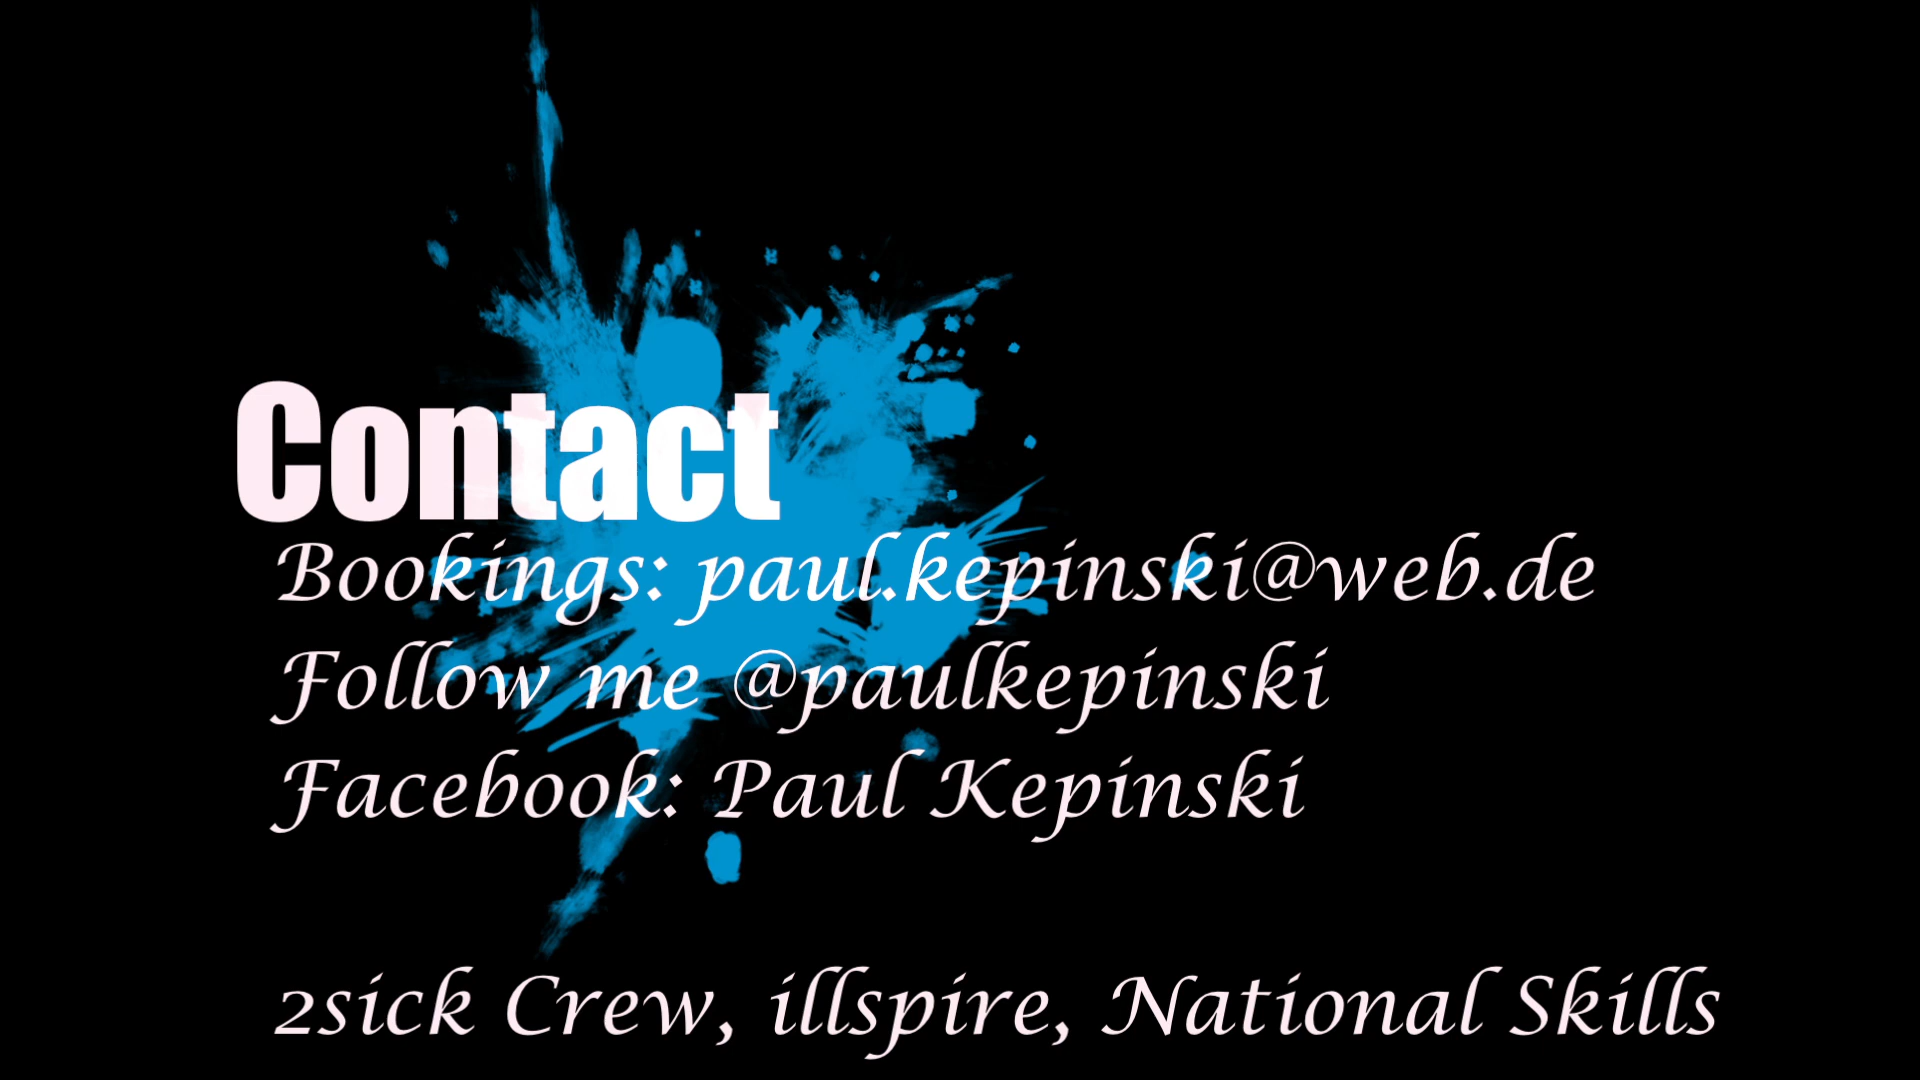 Contact
Bookings: paul.kepinski@web.de
Follow me @paulkepinski
Facebook: Paul Kepinski
2sick Crew, illspire, National Skills